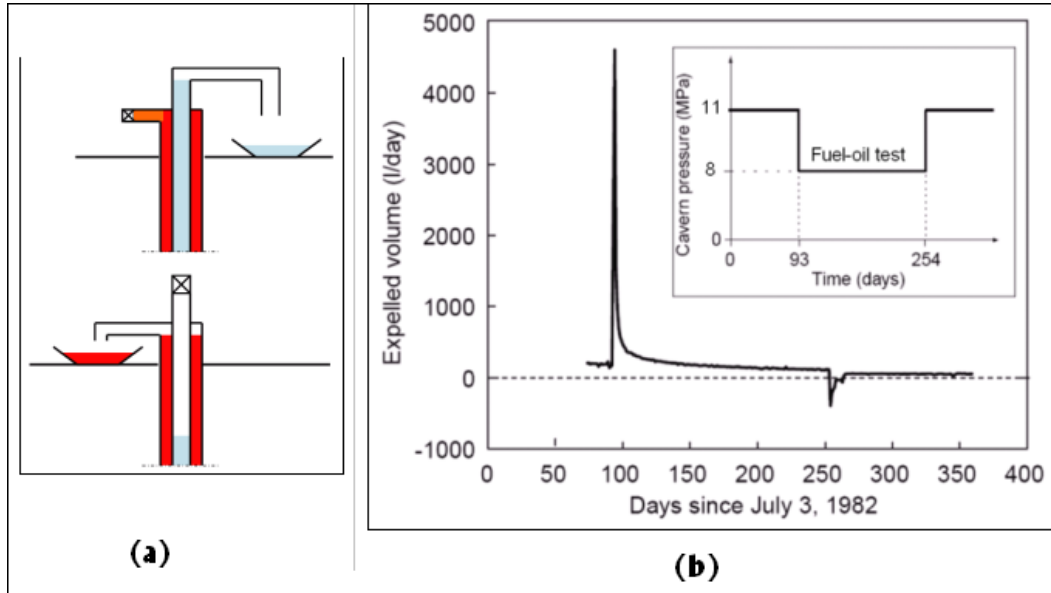 5000
4000
3000
2000
1000
0
-1000
Expelled volume (l/day)
0 50 100 150 200 250 300 350 400
Days since July 3, 1982
Cavern pressure (MPa)
11
8
0
Fuel-oil test
0 93 254
Time (days)
(a)
(b)